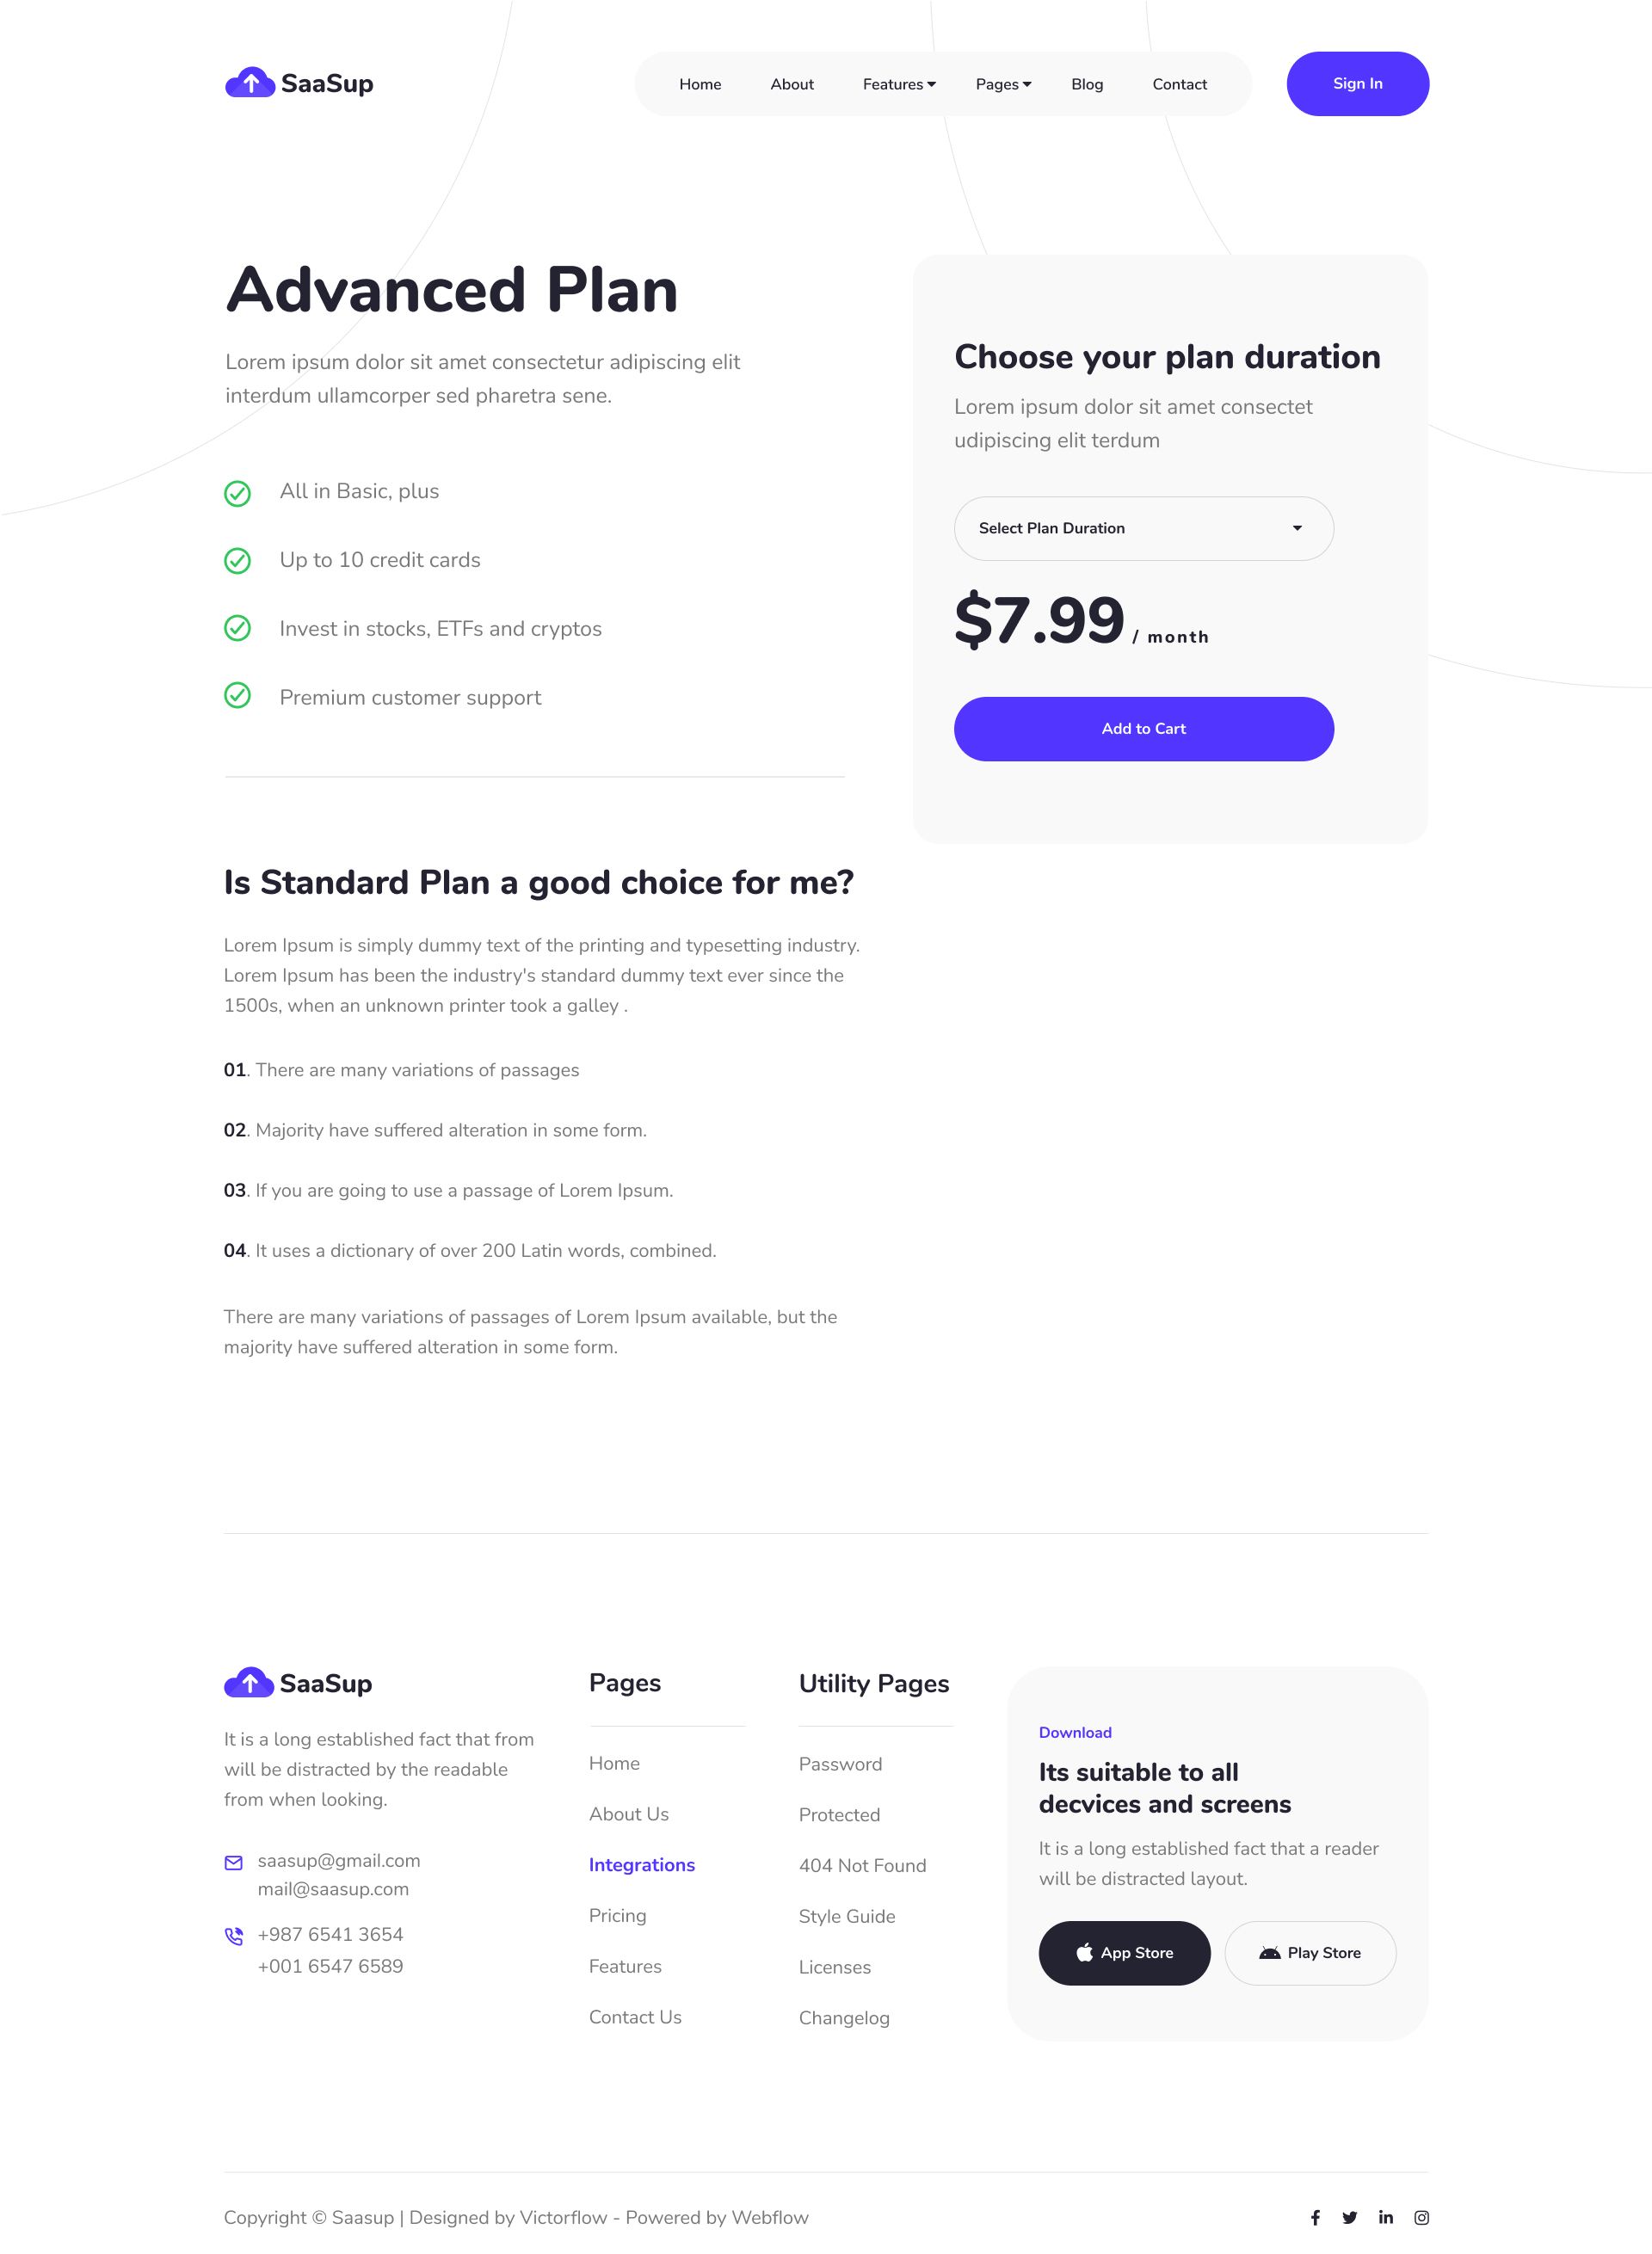 SaaSup
Home About Features Pages Blog Contact
Sign In
Advanced Plan
Lorem ipsum dolor sit amet consectetur adipiscing elit
interdum ullamcorper sed pharetra sene.
All in Basic, plus
Up to 10 credit cards
Invest in stocks, ETFs and cryptos
Premium customer support
Choose your plan duration
Lorem ipsum dolor sit amet consectet
udipiscing elit terdum
Select Plan Duration
$7.99 / month
Add to Cart
Is Standard Plan a good choice for me?
Lorem Ipsum is simply dummy text of the printing and typesetting industry.
Lorem Ipsum has been the industry's standard dummy text ever since the
1500s, when an unknown printer took a galley .
01. There are many variations of passages
02. Majority have suffered alteration in some form.
03. If you are going to use a passage of Lorem Ipsum.
04. It uses a dictionary of over 200 Latin words, combined.
There are many variations of passages of Lorem Ipsum available, but the
majority have suffered alteration in some form.
SaaSup
It is a long established fact that from
will be distracted by the readable
from when looking.
saasup@gmail.com
mail@saasup.com
+987 6541 3654
+001 6547 6589
Pages
Home
About Us
Integrations
Pricing
Features
Contact Us
Utility Pages
Password
Protected
404 Not Found
Style Guide
Licenses
Changelog
Download
Its suitable to all
decvices and screens
It is a long established fact that a reader
will be distracted layout.
App Store
Play Store
Copyright © Saasup | Designed by Victorflow - Powered by Webflow